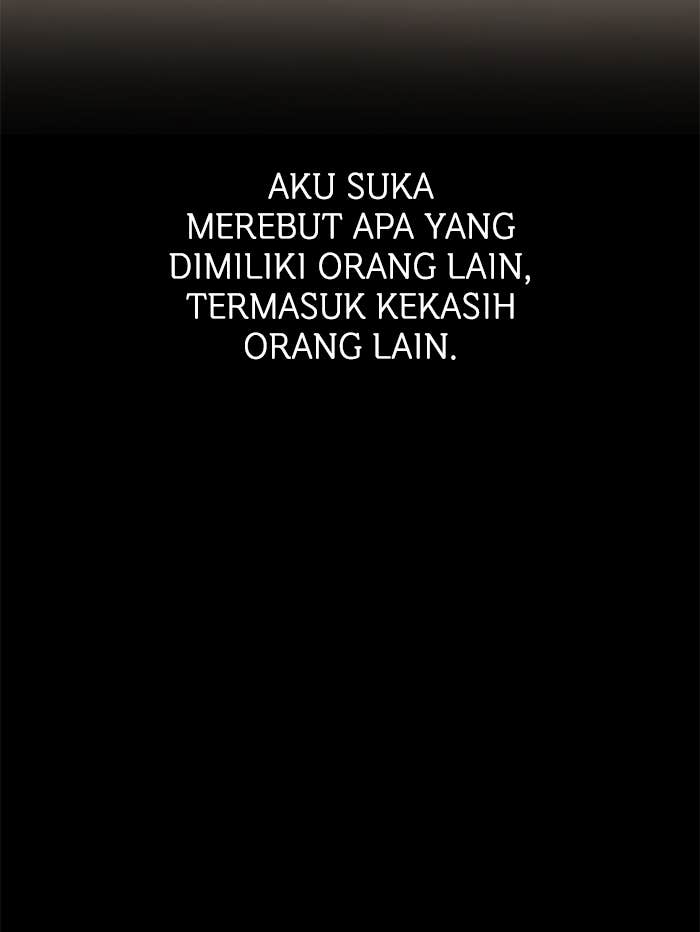 AKU SUKA
MEREBUT APA YANG
DIMILIKI ORANG LAIN,
TERMASUK KEKASIH
ORANG LAIN.